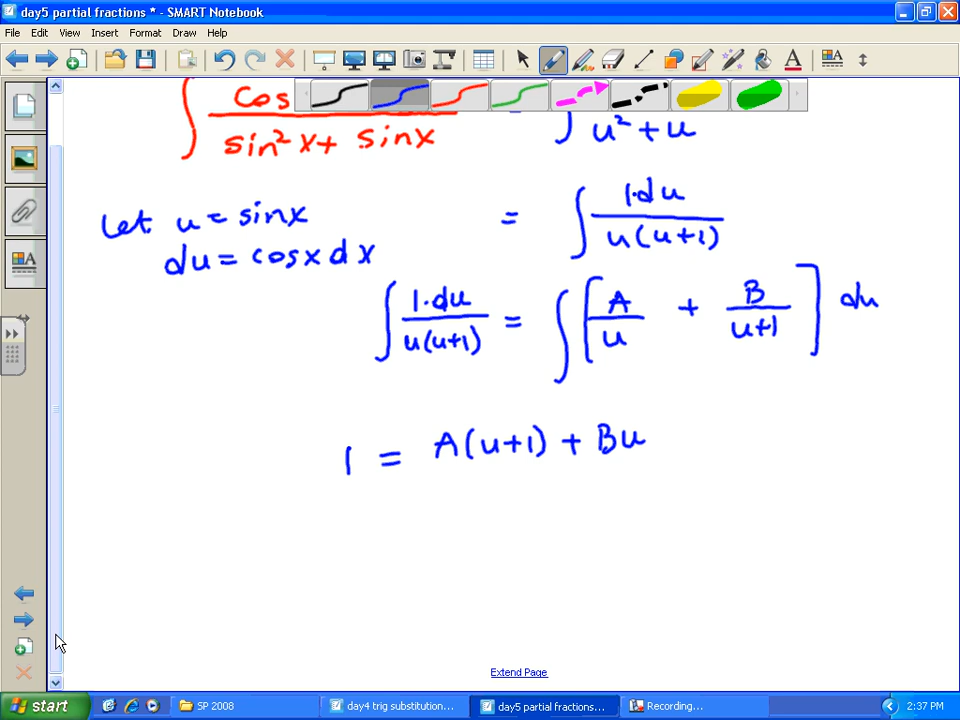 day5 partial fractions * - SMART Notebook
File Edit View Insert Format Draw Help
∫ cos / (sin²x + sinx) = ∫ / (u² + u)
Let u = sinx = ∫ 1·du / (u(u+1))
du = cosx dx
∫ 1·du / (u(u+1)) = ∫ [ A/u + B/(u+1) ] du
1 = A(u+1) + Bu
Extend Page
start SP 2008 day4 trig substitution... day5 partial fractions... Recording... 2:37 PM